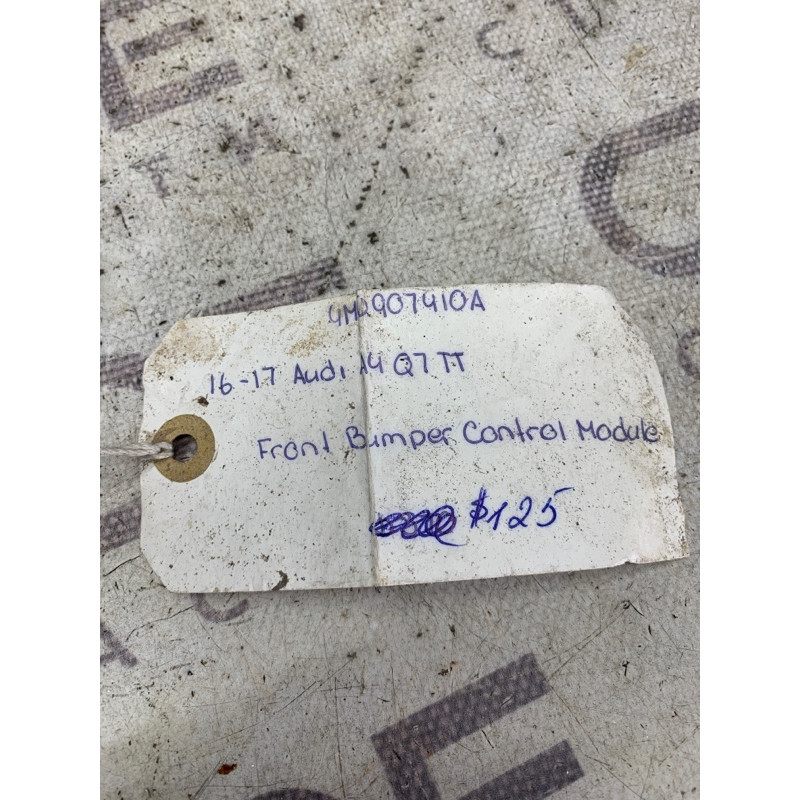 4M0907410A
16-17 Audi A4 Q7 TT
Front Bumper Control Module
$125